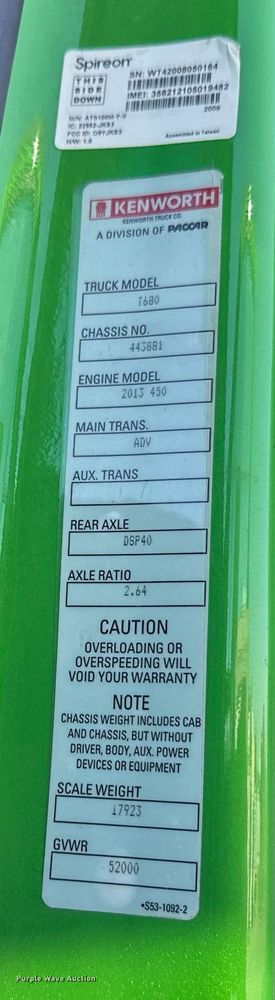 Spireon
SN: WT42008050164
THIS
SIDE
DOWN
IMEI: 358212105019482
2008
M/N: ATS100M-Y-V
IC: 22982-JK53
FCC ID: O6YJK53
Assembled in Taiwan
H/W: 1.6
KENWORTH
KENWORTH TRUCK CO.
A DIVISION OF PACCAR
TRUCK MODEL
T680
CHASSIS NO.
443881
ENGINE MODEL
2013 450
MAIN TRANS.
ADV
AUX. TRANS
REAR AXLE
DSP40
AXLE RATIO
2.64
CAUTION
OVERLOADING OR
OVERSPEEDING WILL
VOID YOUR WARRANTY
NOTE
CHASSIS WEIGHT INCLUDES CAB
AND CHASSIS, BUT WITHOUT
DRIVER, BODY, AUX. POWER
DEVICES OR EQUIPMENT
SCALE WEIGHT
17923
GVWR
52000
•S53-1092-2
Purple Wave Auction